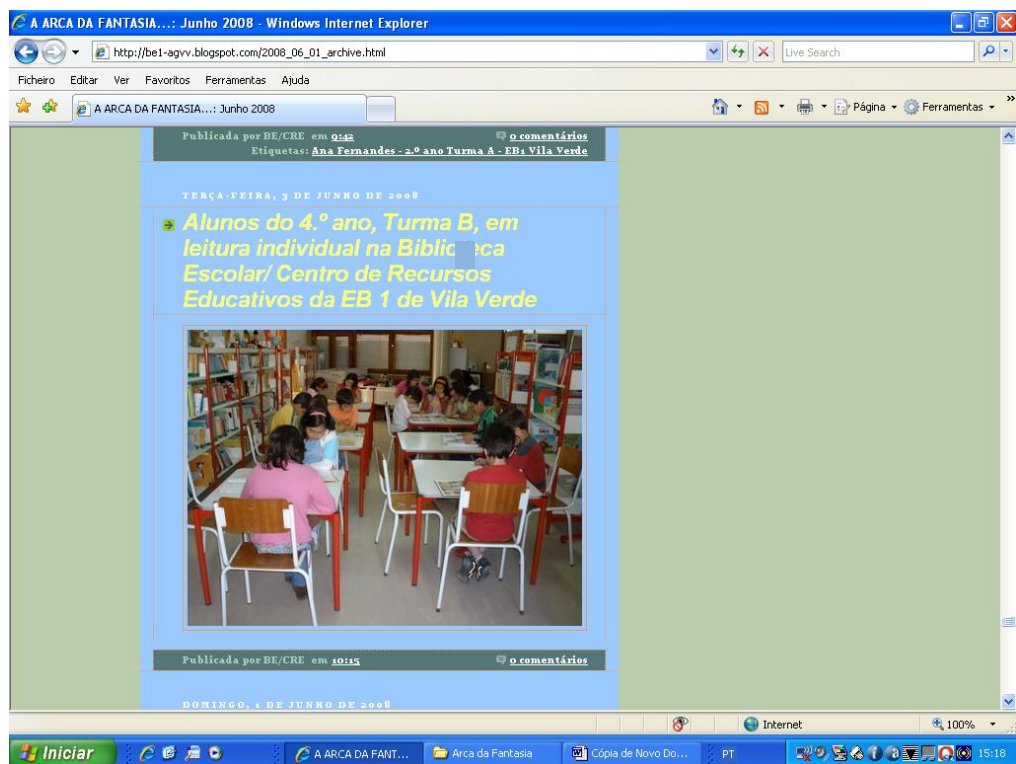 A ARCA DA FANTASIA...: Junho 2008 - Windows Internet Explorer
http://be1-agvv.blogspot.com/2008_06_01_archive.html
Live Search
Ficheiro Editar Ver Favoritos Ferramentas Ajuda
A ARCA DA FANTASIA...: Junho 2008
Página
Ferramentas
Publicada por BE/CRE em 9:42
0 comentários
Etiquetas: Ana Fernandes - 2.º ano Turma A - EB1 Vila Verde
TERÇA-FEIRA, 3 DE JUNHO DE 2008
Alunos do 4.º ano, Turma B, em
leitura individual na
Escolar/ Centro de Recursos
Educativos da EB 1 de Vila Verde
Publicada por BE/CRE em 10:15
0 comentários
DOMINGO, 1 DE JUNHO DE 2008
Internet
100%
Iniciar
A ARCA DA FANT...
Arca da Fantasia
Cópia de Novo Do...
PT
15:18